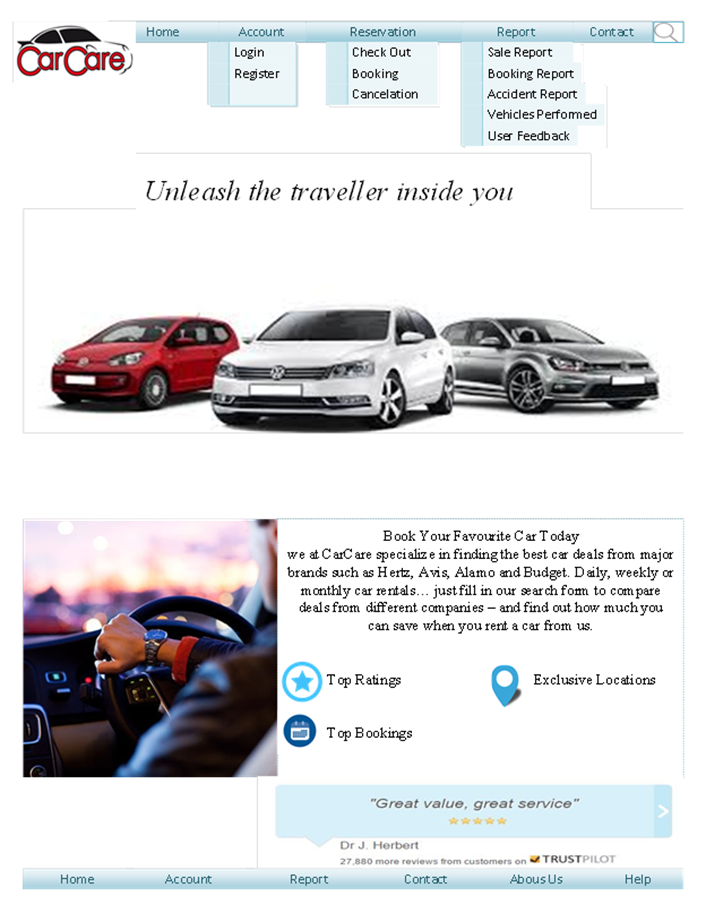 CarCare
Home Account Reservation Report Contact
Login
Register
Check Out
Booking
Cancelation
Sale Report
Booking Report
Accident Report
Vehicles Performed
User Feedback
Unleash the traveller inside you
Book Your Favourite Car Today
we at CarCare specialize in finding the best car deals from major
brands such as Hertz, Avis, Alamo and Budget. Daily, weekly or
monthly car rentals… just fill in our search form to compare
deals from different companies – and find out how much you
can save when you rent a car from us.
Top Ratings
Exclusive Locations
Top Bookings
"Great value, great service"
Dr J. Herbert
27,880 more reviews from customers on TRUSTPILOT
Home Account Report Contact Abous Us Help